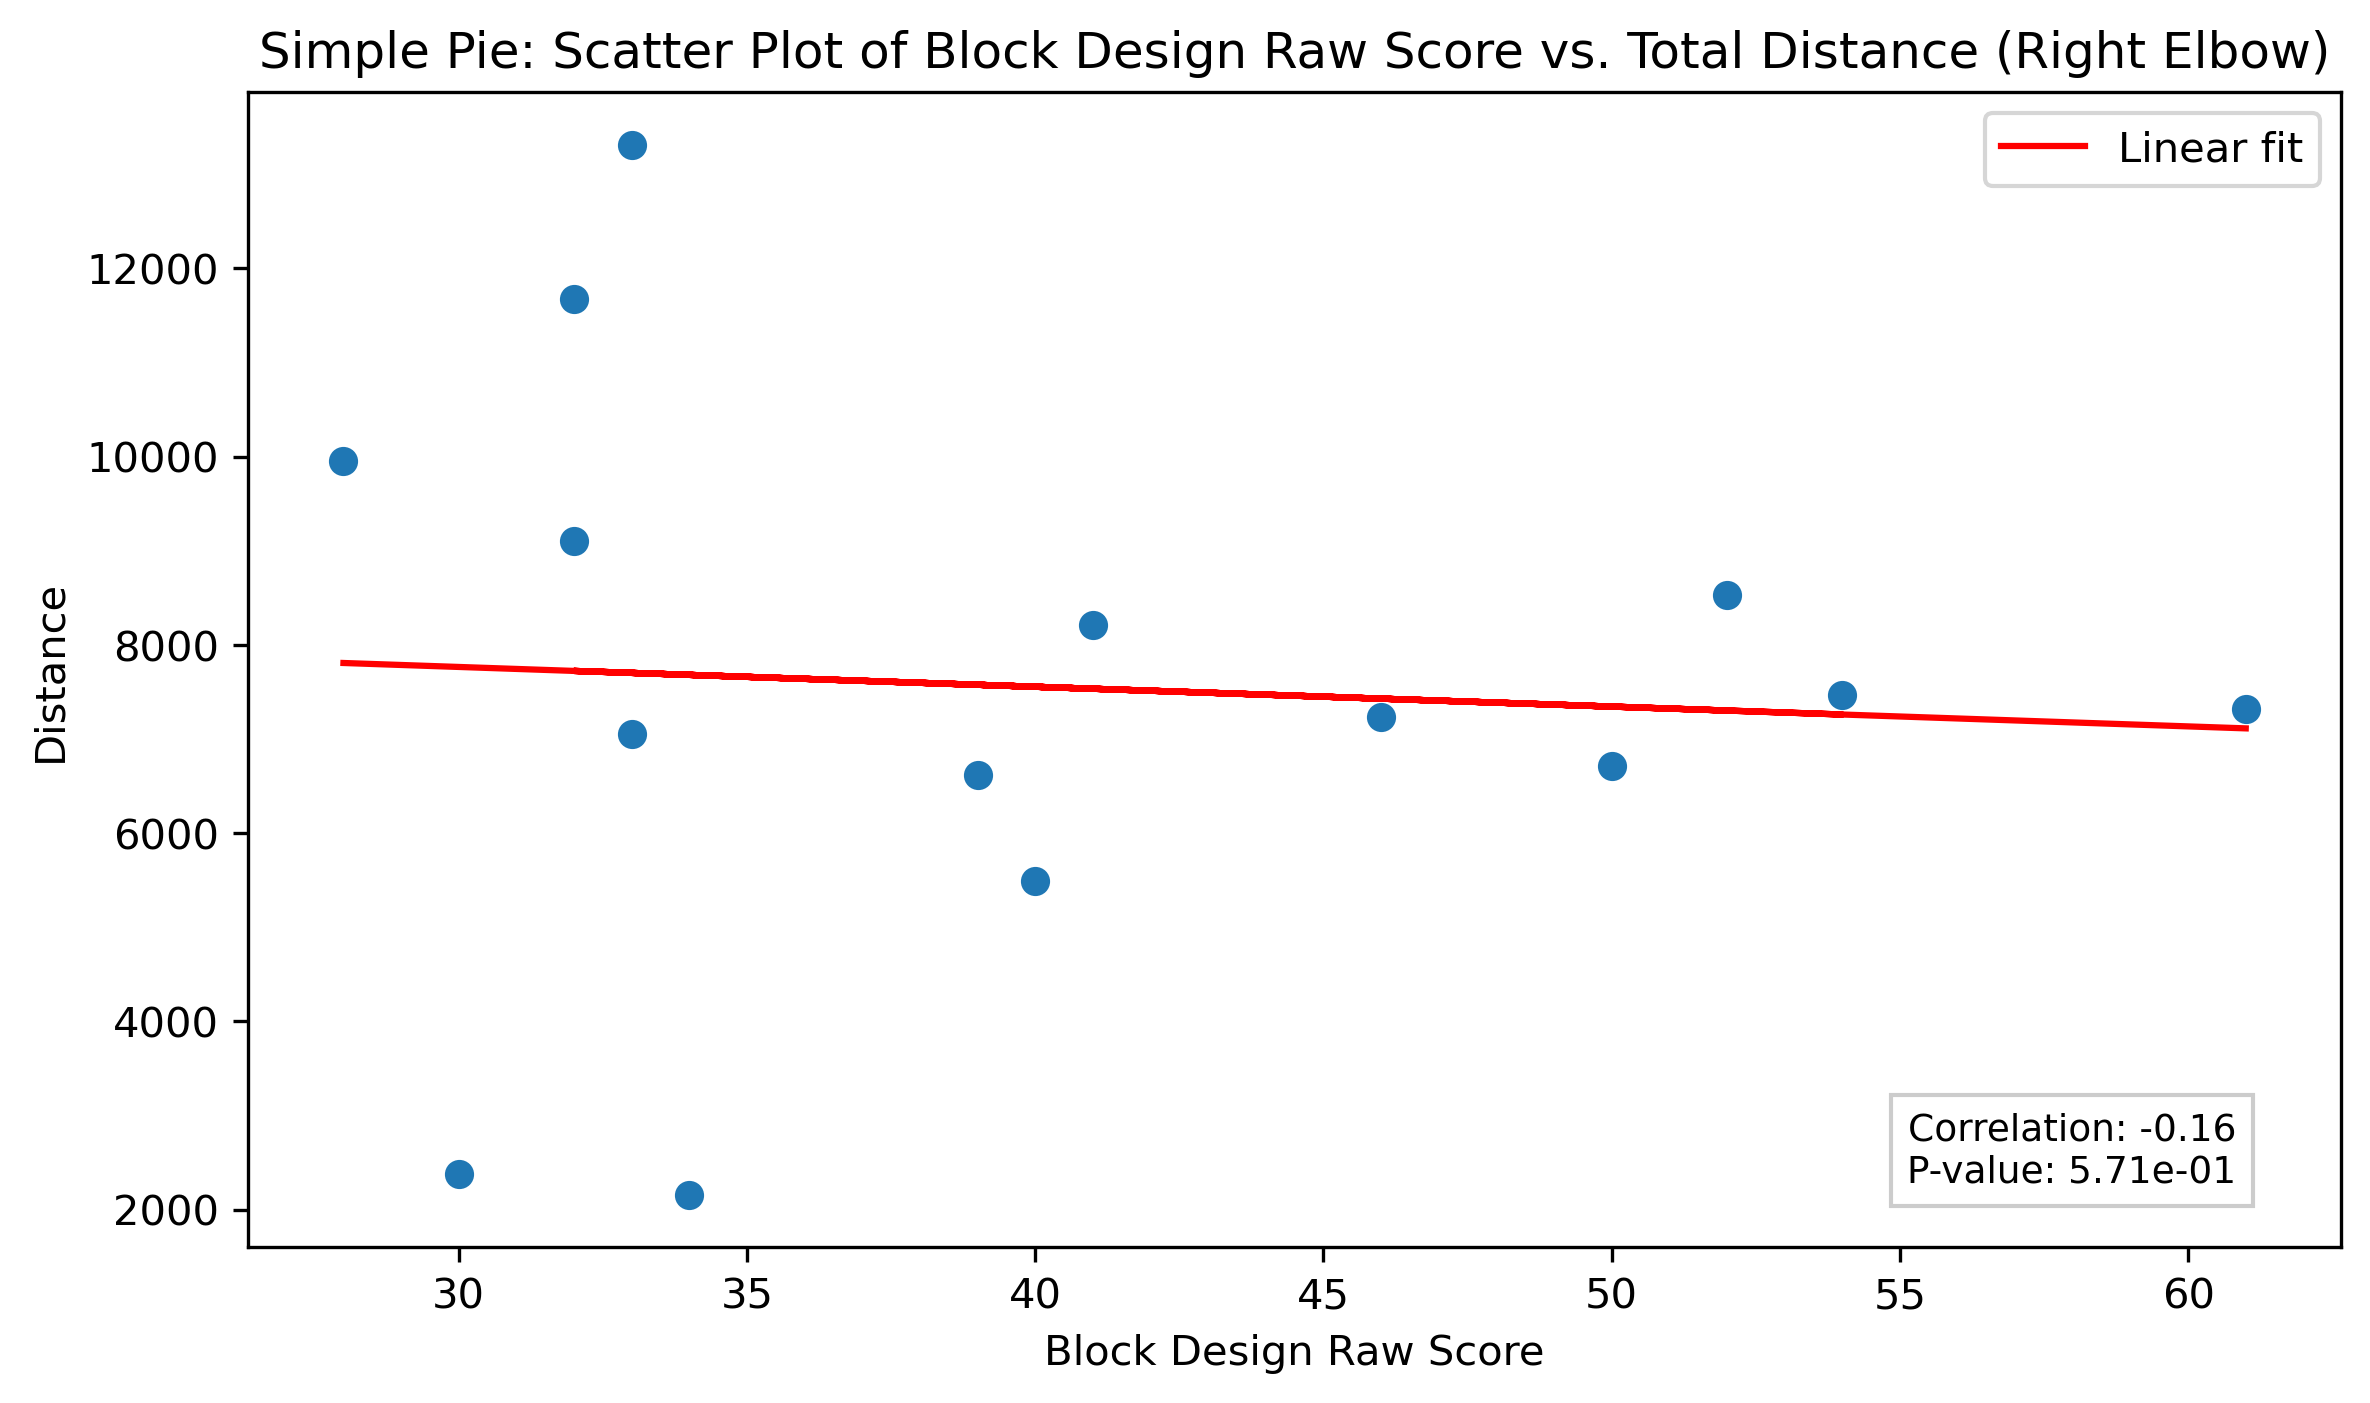 Simple Pie: Scatter Plot of Block Design Raw Score vs. Total Distance (Right Elbow)
Linear fit
12000
10000
8000
6000
4000
2000
Distance
Correlation: -0.16
P-value: 5.71e-01
30 35 40 45 50 55 60
Block Design Raw Score